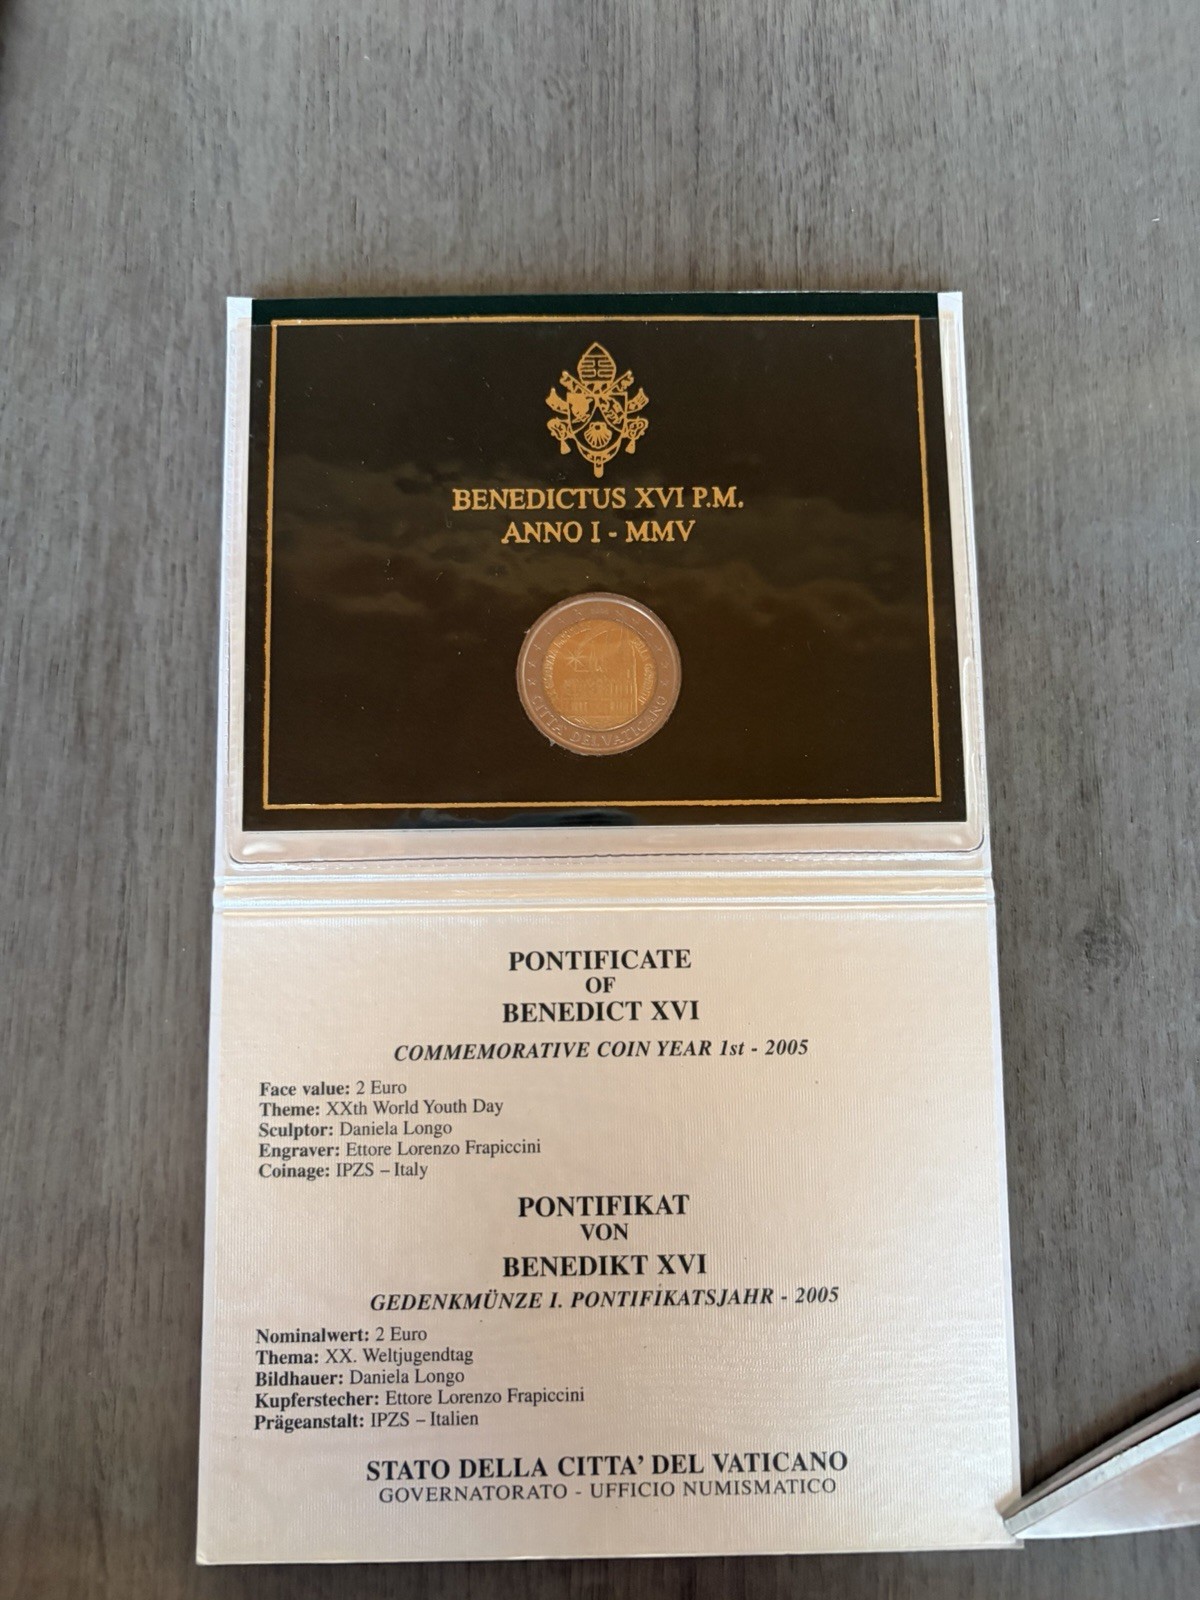 BENEDICTUS XVI P.M.
ANNO I - MMV
CITTA' DEL VATICANO
PONTIFICATE
OF
BENEDICT XVI
COMMEMORATIVE COIN YEAR 1st - 2005
Face value: 2 Euro
Theme: XXth World Youth Day
Sculptor: Daniela Longo
Engraver: Ettore Lorenzo Frapiccini
Coinage: IPZS – Italy
PONTIFIKAT
VON
BENEDIKT XVI
GEDENKMÜNZE I. PONTIFIKATSJAHR - 2005
Nominalwert: 2 Euro
Thema: XX. Weltjugendtag
Bildhauer: Daniela Longo
Kupferstecher: Ettore Lorenzo Frapiccini
Prägeanstalt: IPZS – Italien
STATO DELLA CITTA' DEL VATICANO
GOVERNATORATO - UFFICIO NUMISMATICO